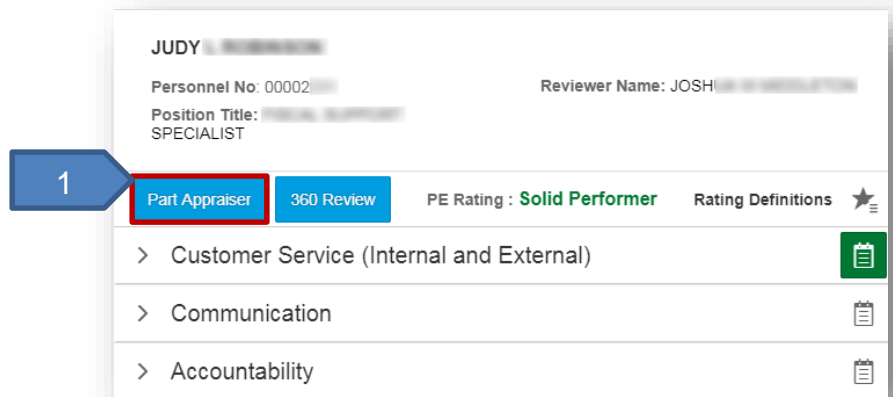 JUDY
Personnel No: 00002
Reviewer Name: JOSH
Position Title:
SPECIALIST
1
Part Appraiser
360 Review
PE Rating : Solid Performer
Rating Definitions
Customer Service (Internal and External)
Communication
Accountability